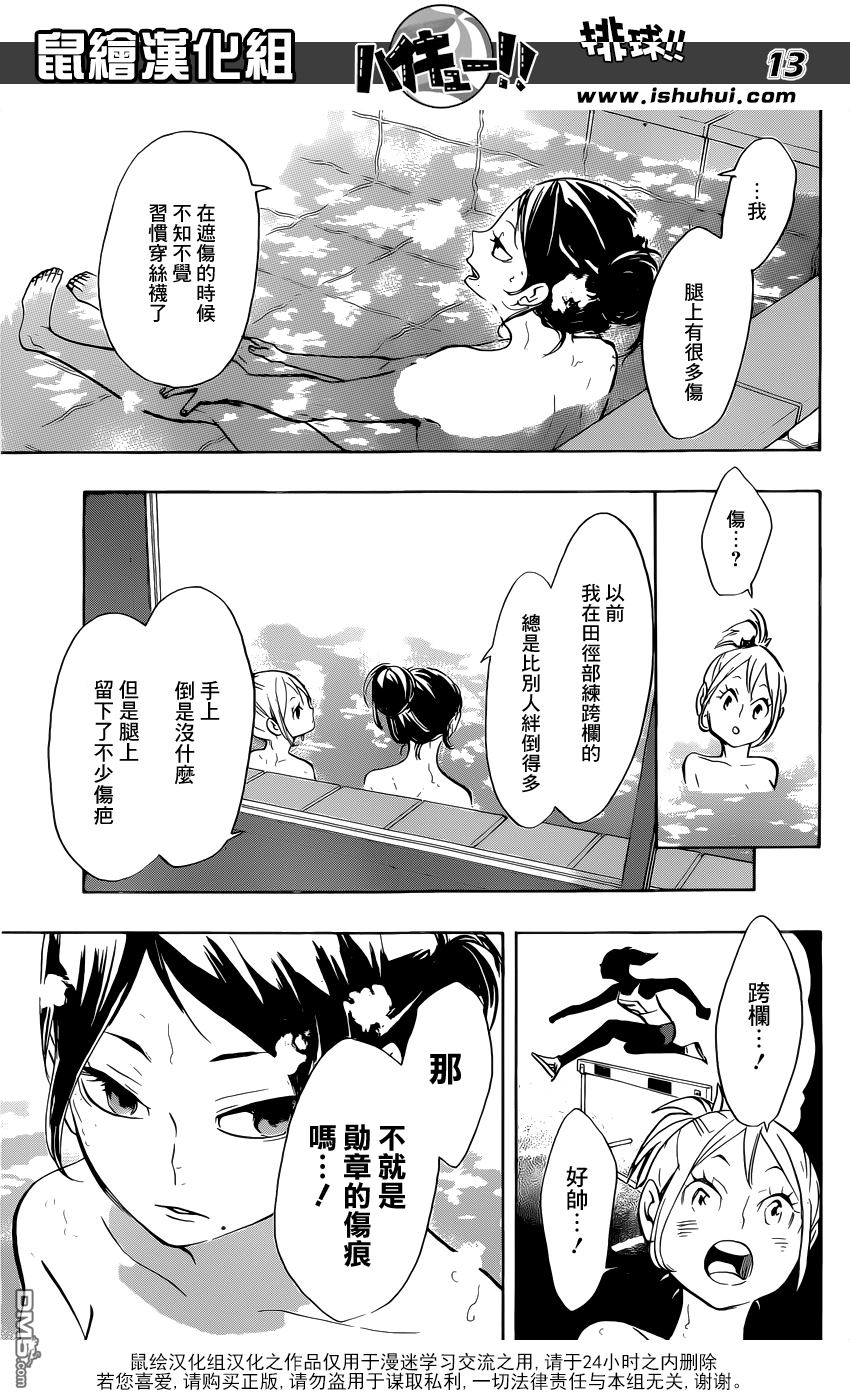 鼠繪漢化組
ハイキュー!!
排球!!
13
www.ishuhui.com
…我
腿上有很多傷
在遮傷的時候
不知不覺
習慣穿絲襪了
傷…?
以前
我在田徑部練跨欄的
總是比別人絆倒得多
手上
倒是沒什麼
但是腿上
留下了不少傷疤
跨欄…!
好帥…!
那
不就是
勛章的傷痕
嗎…!
DM5
鼠绘汉化组汉化之作品仅用于漫迷学习交流之用,请于24小时之内删除
若您喜爱,请购买正版,请勿盗用于谋取私利,一切法律责任与本组无关,谢谢。